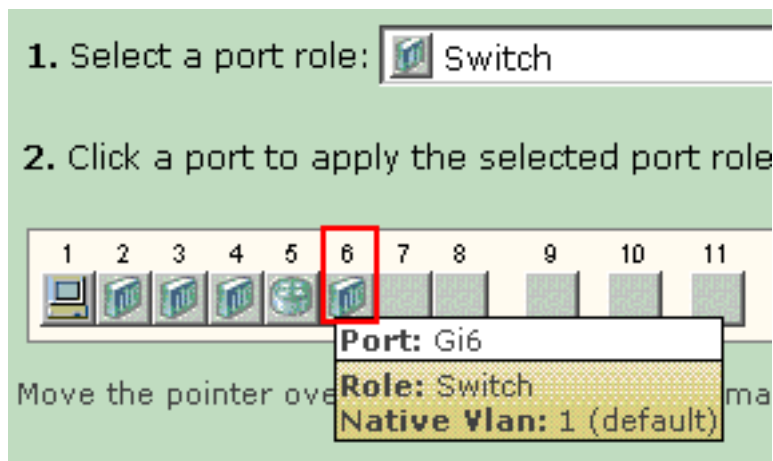 1. Select a port role: Switch
2. Click a port to apply the selected port role
1 2 3 4 5 6 7 8 9 10 11
Port: Gi6
Role: Switch
Native Vlan: 1 (default)
Move the pointer ove ma